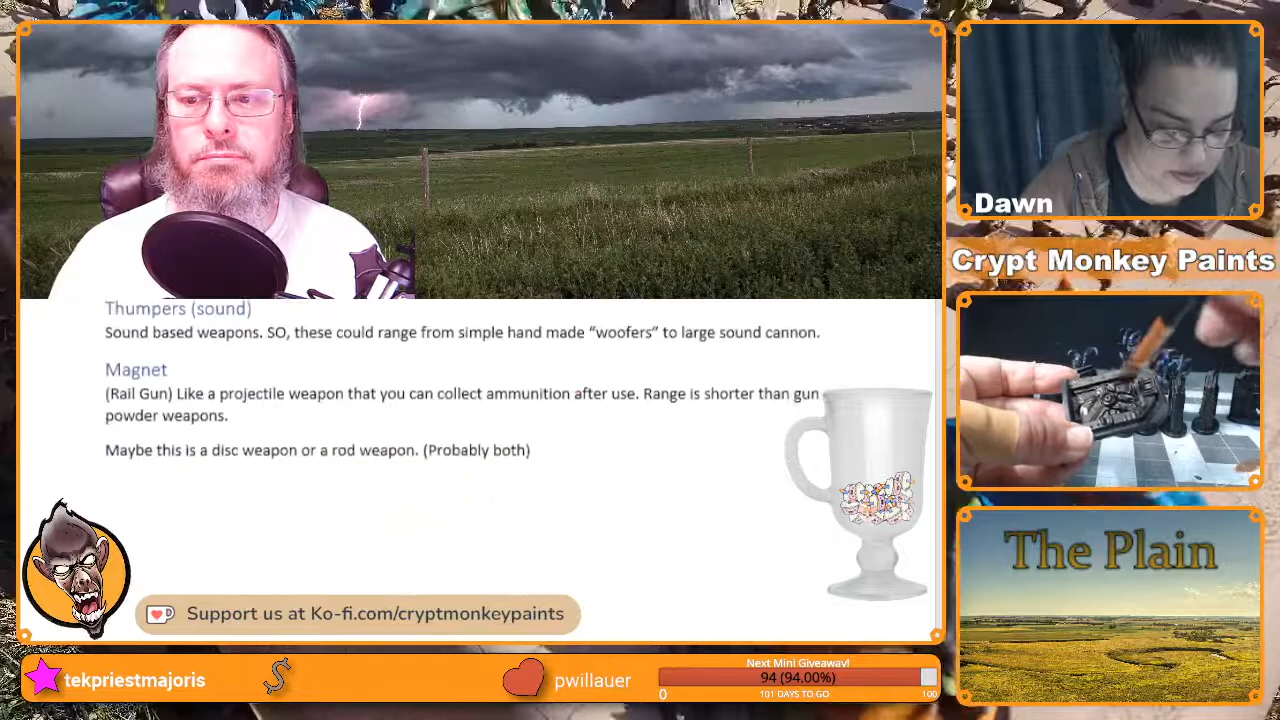 Thumpers (sound)
Sound based weapons. SO, these could range from simple hand made “woofers” to large sound cannon.
Magnet
(Rail Gun) Like a projectile weapon that you can collect ammunition after use. Range is shorter than gun
powder weapons.
Maybe this is a disc weapon or a rod weapon. (Probably both)
Support us at Ko-fi.com/cryptmonkeypaints
tekpriestmajoris
$
pwillauer
Next Mini Giveaway!
94 (94.00%)
0
101 DAYS TO GO
100
Dawn
Crypt Monkey Paints
The Plain